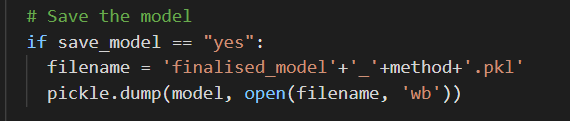 # Save the model
if save_model == "yes":
filename = 'finalised_model'+'_'+method+'.pkl'
pickle.dump(model, open(filename, 'wb'))